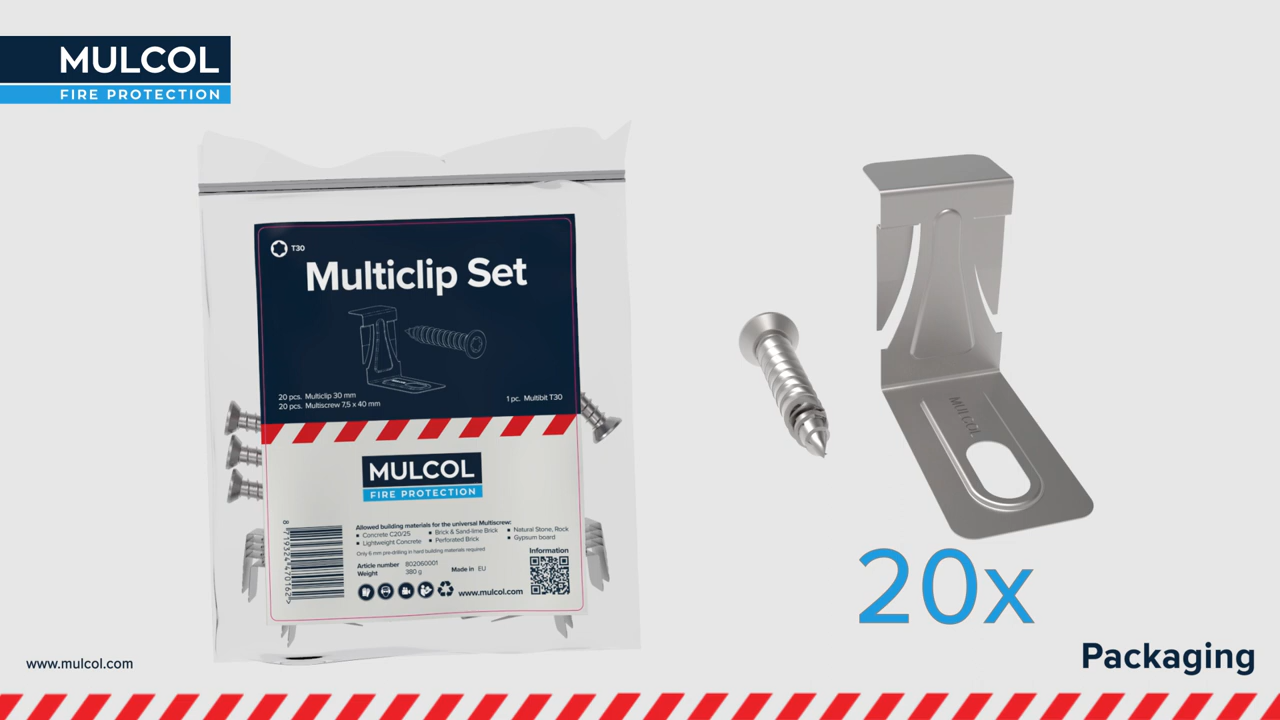 MULCOL
FIRE PROTECTION
T30
Multiclip Set
20 pcs. Multiclip 30 mm
20 pcs. Multiscrew 7,5 x 40 mm
1 pc. Multibit T30
MULCOL
FIRE PROTECTION
Allowed building materials for the universal Multiscrew:
▪ Concrete C20/25
▪ Brick & Sand-lime Brick
▪ Natural Stone, Rock
▪ Lightweight Concrete
▪ Perforated Brick
▪ Gypsum board
Only 6 mm pre-drilling in hard building materials required
Information
Article number 802060001
Weight 380 g
Made in EU
www.mulcol.com
8 719324 470162
MULCOL
20x
Packaging
www.mulcol.com